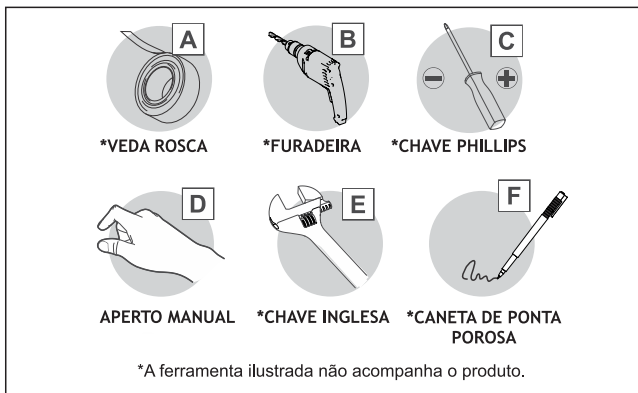 A
B
C
*VEDA ROSCA
*FURADEIRA
*CHAVE PHILLIPS
D
E
F
APERTO MANUAL
*CHAVE INGLESA
*CANETA DE PONTA
POROSA
*A ferramenta ilustrada não acompanha o produto.